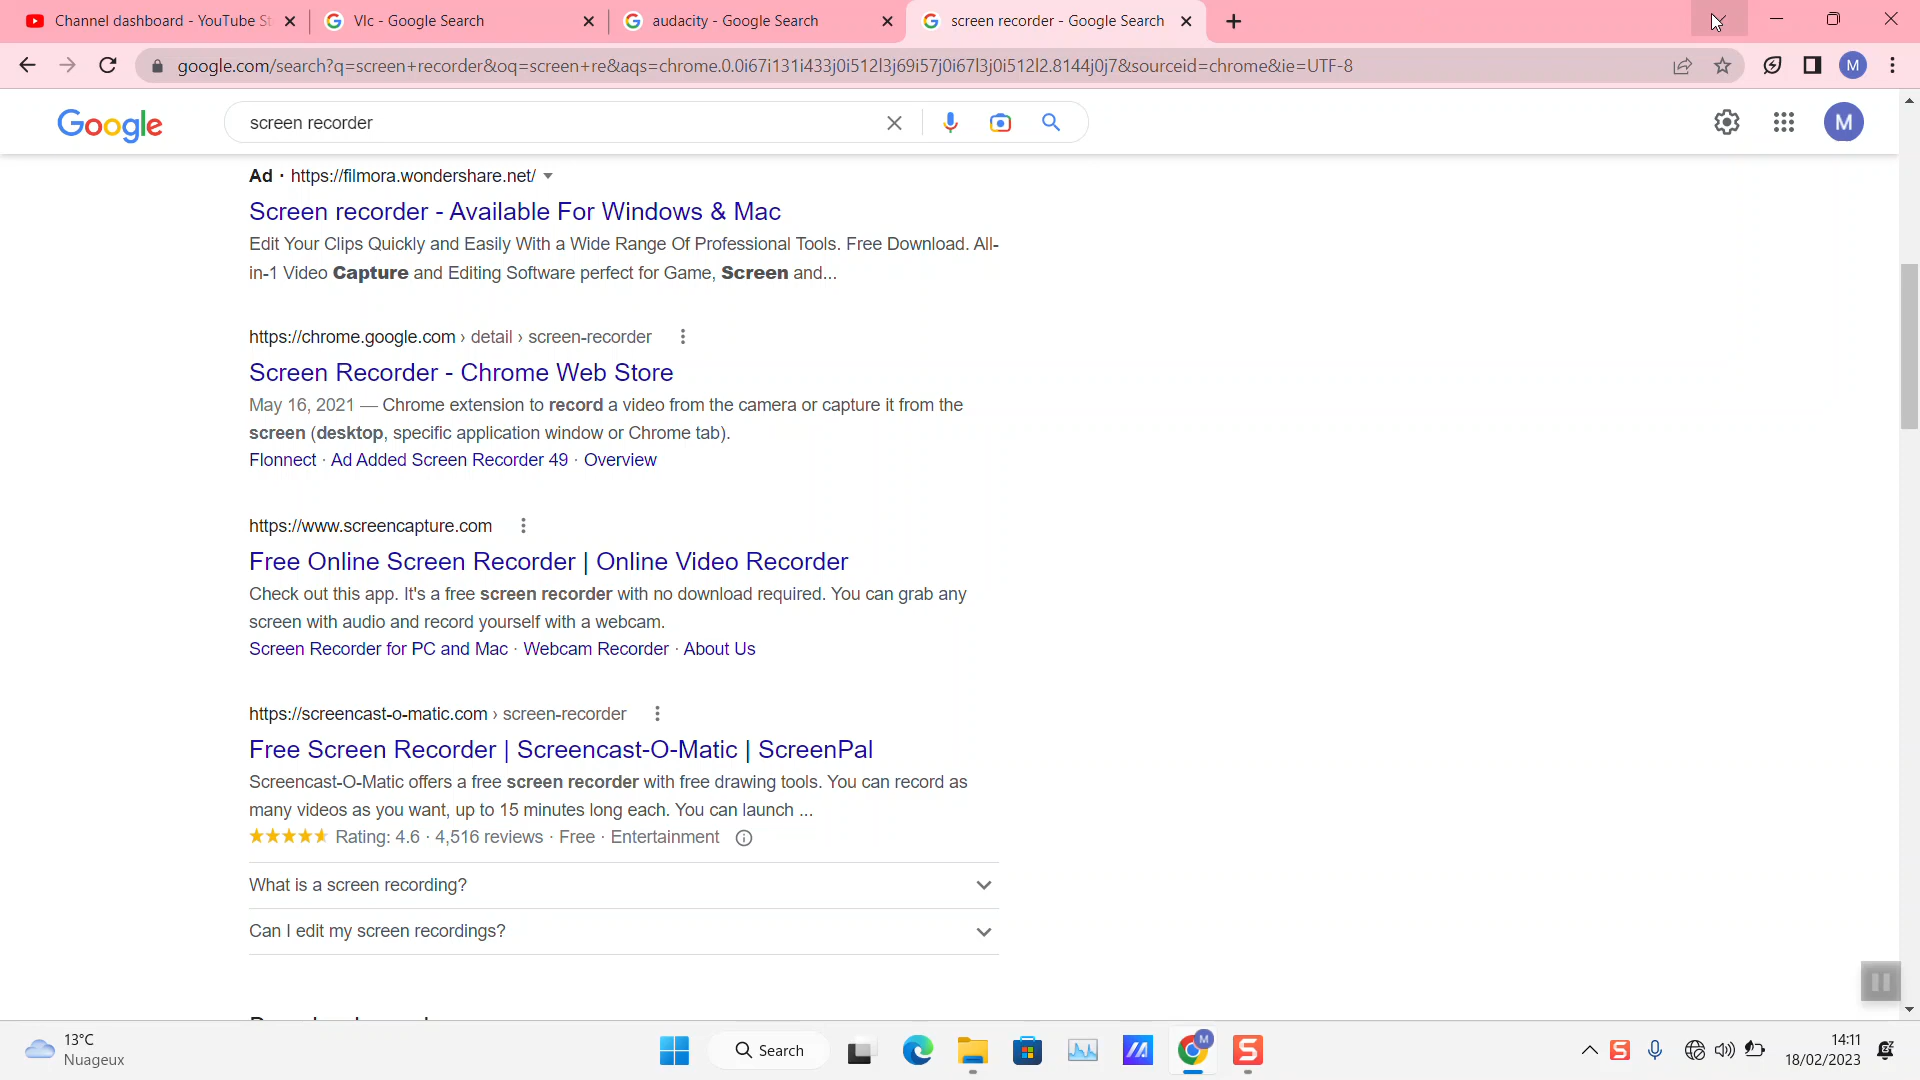 Channel dashboard - YouTube St
Vlc - Google Search
audacity - Google Search
screen recorder - Google Search
google.com/search?q=screen+recorder&oq=screen+re&aqs=chrome.0.0i67i131i433j0i512l3j69i57j0i67l3j0i512l2.8144j0j7&sourceid=chrome&ie=UTF-8
M
Google
screen recorder
M
Ad · https://filmora.wondershare.net/
Screen recorder - Available For Windows & Mac
Edit Your Clips Quickly and Easily With a Wide Range Of Professional Tools. Free Download. All-
in-1 Video Capture and Editing Software perfect for Game, Screen and...
https://chrome.google.com › detail › screen-recorder
Screen Recorder - Chrome Web Store
May 16, 2021 — Chrome extension to record a video from the camera or capture it from the
screen (desktop, specific application window or Chrome tab).
Flonnect · Ad Added Screen Recorder 49 · Overview
https://www.screencapture.com
Free Online Screen Recorder | Online Video Recorder
Check out this app. It's a free screen recorder with no download required. You can grab any
screen with audio and record yourself with a webcam.
Screen Recorder for PC and Mac · Webcam Recorder · About Us
https://screencast-o-matic.com › screen-recorder
Free Screen Recorder | Screencast-O-Matic | ScreenPal
Screencast-O-Matic offers a free screen recorder with free drawing tools. You can record as
many videos as you want, up to 15 minutes long each. You can launch ...
Rating: 4.6 · 4,516 reviews · Free · Entertainment
What is a screen recording?
Can I edit my screen recordings?
13°C
Nuageux
Search
M
S
S
14:11
18/02/2023